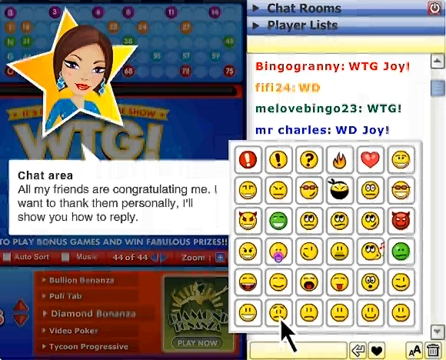 Chat Rooms
Player Lists
Bingogranny: WTG Joy!
fifi24: WD
melovebingo23: WTG!
mr charles: WD Joy!
WTG!
Chat area
All my friends are congratulating me. I
want to thank them personally, I'll
show you how to reply.
TO PLAY BONUS GAMES AND WIN FABULOUS PRIZES!!
Auto Sort
Music
44 of 44
Zoom
Bullion Bonanza
Pull Tab
Diamond Bonanza
Video Poker
Tycoon Progressive
PLAY NOW
AA